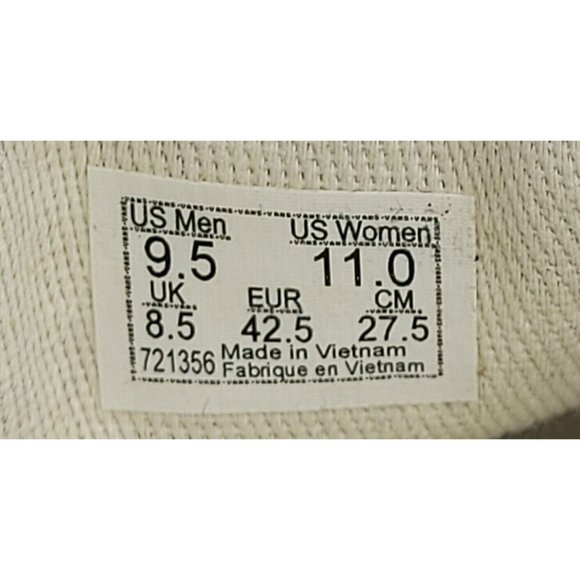 US Men US Women
9.5 11.0
UK EUR CM
8.5 42.5 27.5
721356 Made in Vietnam
Fabrique en Vietnam